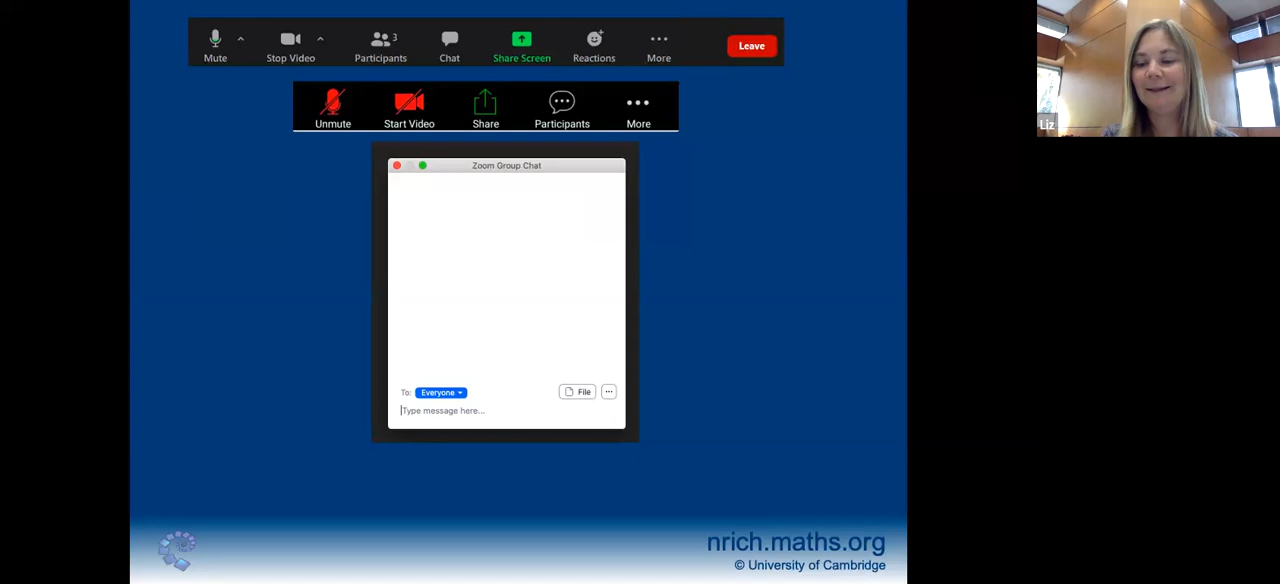 Mute Stop Video Participants 3 Chat Share Screen Reactions More Leave
Liz
Unmute Start Video Share Participants More
Zoom Group Chat
To: Everyone File
Type message here...
nrich.maths.org
© University of Cambridge